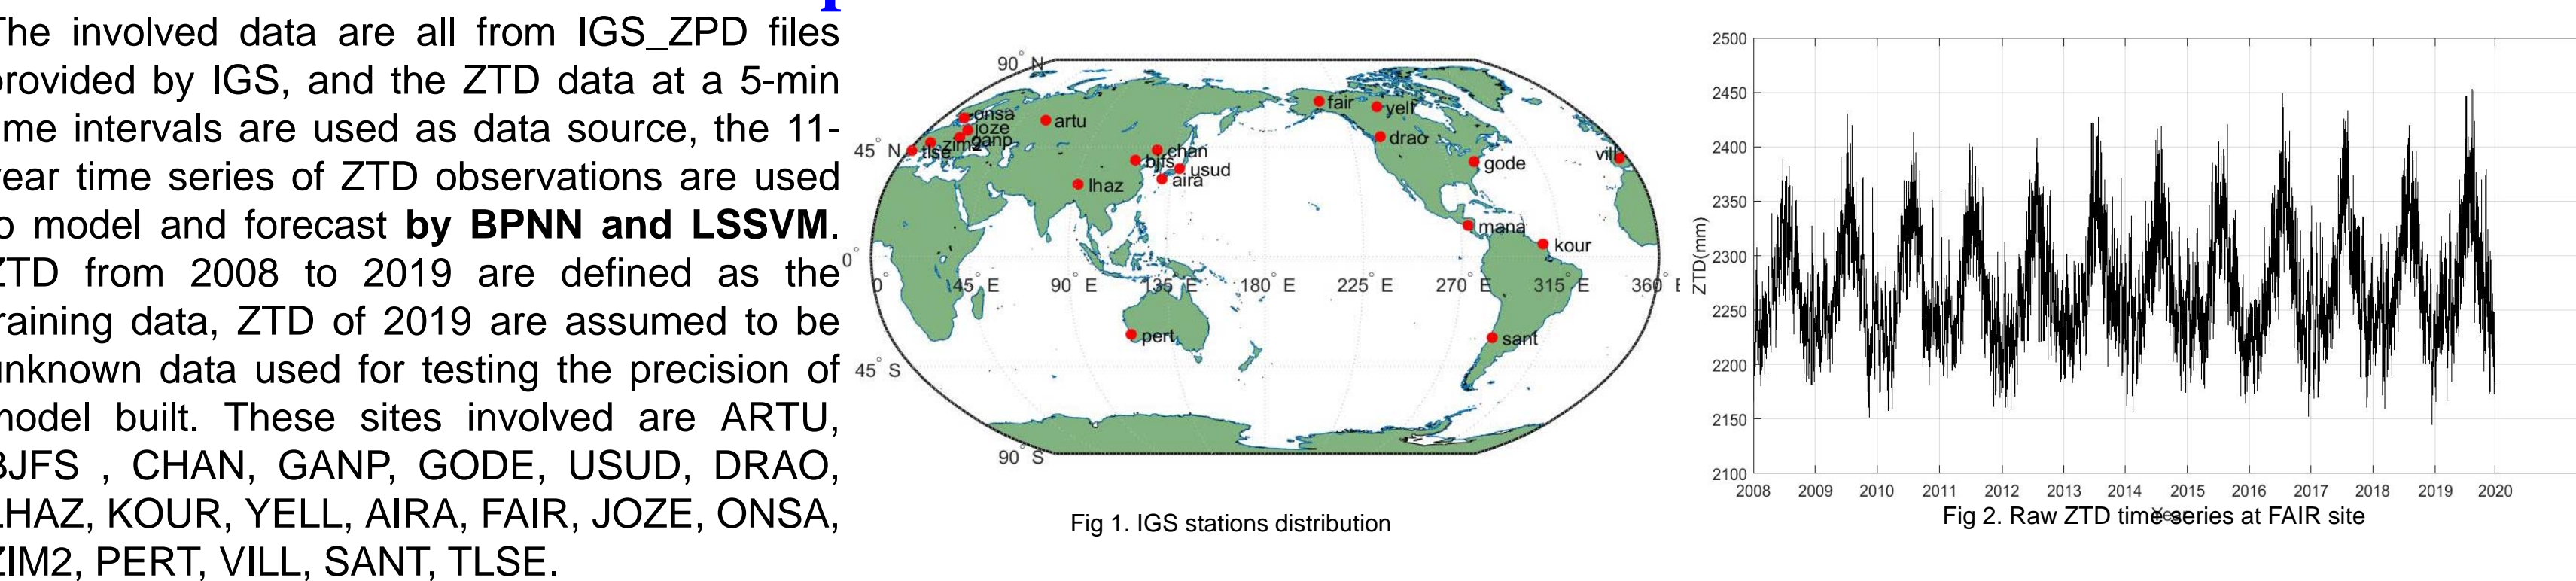 The involved data are all from IGS_ZPD files
provided by IGS, and the ZTD data at a 5-min
time intervals are used as data source, the 11-
year time series of ZTD observations are used
to model and forecast by BPNN and LSSVM.
ZTD from 2008 to 2019 are defined as the
training data, ZTD of 2019 are assumed to be
unknown data used for testing the precision of
model built. These sites involved are ARTU,
BJFS , CHAN, GANP, GODE, USUD, DRAO,
LHAZ, KOUR, YELL, AIRA, FAIR, JOZE, ONSA,
ZIM2, PERT, VILL, SANT, TLSE.
90° N
45° N
0°
45° S
90° S
0
45° E
90° E
135° E
180° E
225° E
270° E
315° E
360° E
onsa
joze
ganp
zim2
tlse
artu
chan
bjfs
usud
aira
lhaz
pert
fair
yell
drao
gode
vill
mana
kour
sant
Fig 1. IGS stations distribution
2500
2450
2400
2350
2300
2250
2200
2150
2100
ZTD(mm)
2008 2009 2010 2011 2012 2013 2014 2015 2016 2017 2018 2019 2020
Year
Fig 2. Raw ZTD time series at FAIR site